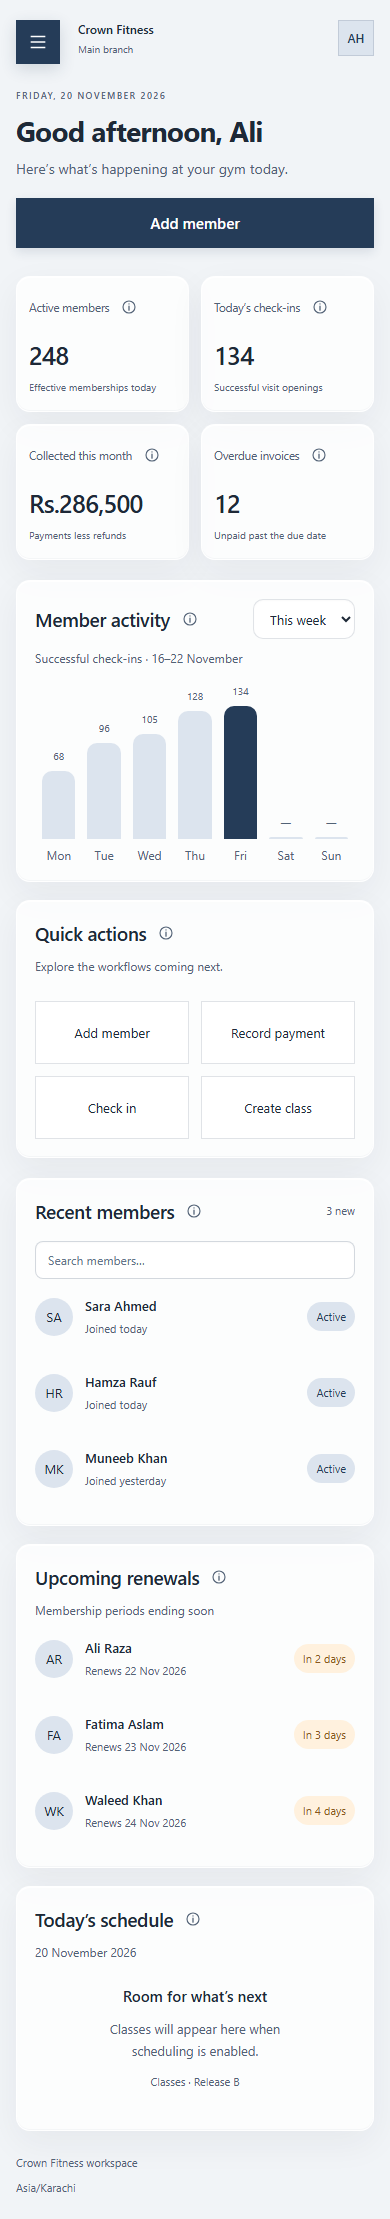 Crown Fitness
Main branch
AH
FRIDAY, 20 NOVEMBER 2026
Good afternoon, Ali
Here’s what’s happening at your gym today.
Add member
Active members
248
Effective memberships today
Today’s check-ins
134
Successful visit openings
Collected this month
Rs.286,500
Payments less refunds
Overdue invoices
12
Unpaid past the due date
Member activity
This week
Successful check-ins · 16–22 November
68
96
105
128
134
—
—
Mon
Tue
Wed
Thu
Fri
Sat
Sun
Quick actions
Explore the workflows coming next.
Add member
Record payment
Check in
Create class
Recent members
3 new
Search members...
SA
Sara Ahmed
Joined today
Active
HR
Hamza Rauf
Joined today
Active
MK
Muneeb Khan
Joined yesterday
Active
Upcoming renewals
Membership periods ending soon
AR
Ali Raza
Renews 22 Nov 2026
In 2 days
FA
Fatima Aslam
Renews 23 Nov 2026
In 3 days
WK
Waleed Khan
Renews 24 Nov 2026
In 4 days
Today’s schedule
20 November 2026
Room for what’s next
Classes will appear here when
scheduling is enabled.
Classes · Release B
Crown Fitness workspace
Asia/Karachi